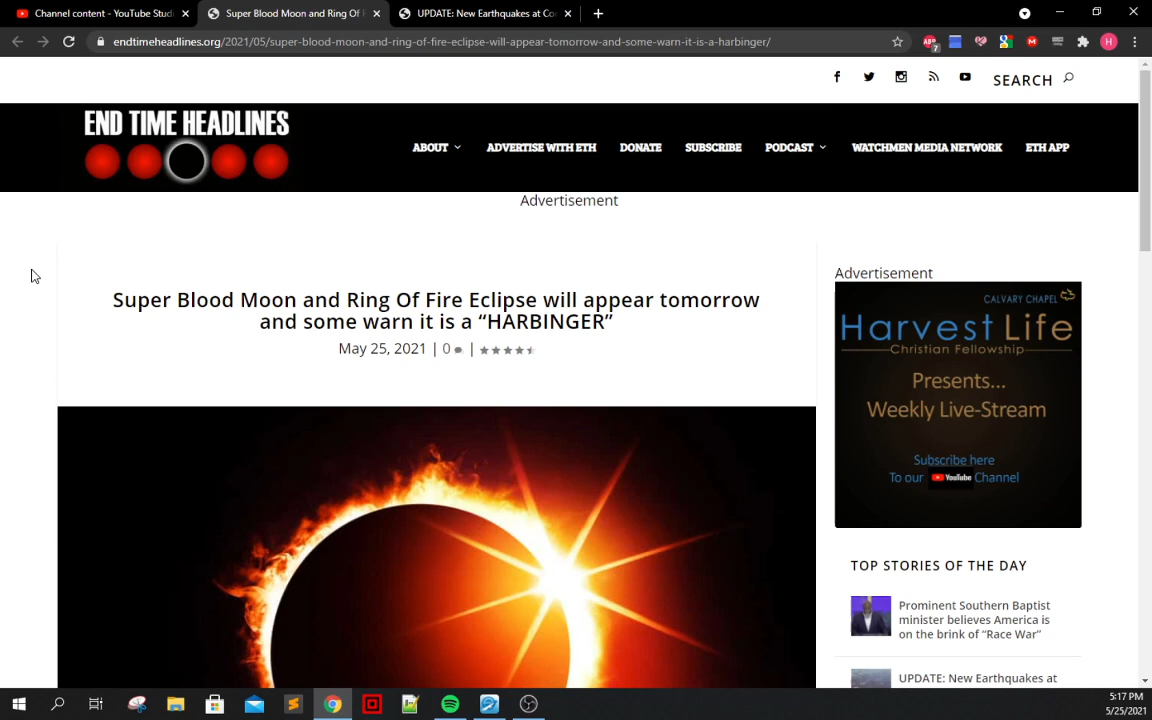 Channel content - YouTube Stud
Super Blood Moon and Ring Of F
UPDATE: New Earthquakes at Co
endtimeheadlines.org/2021/05/super-blood-moon-and-ring-of-fire-eclipse-will-appear-tomorrow-and-some-warn-it-is-a-harbinger/
ABP
7
H
SEARCH
END TIME HEADLINES
ABOUT
ADVERTISE WITH ETH
DONATE
SUBSCRIBE
PODCAST
WATCHMEN MEDIA NETWORK
ETH APP
Advertisement
Super Blood Moon and Ring Of Fire Eclipse will appear tomorrow
and some warn it is a “HARBINGER”
May 25, 2021 | 0 |
Advertisement
CALVARY CHAPEL
Harvest Life
Christian Fellowship
Presents...
Weekly Live-Stream
Subscribe here
To our YouTube Channel
TOP STORIES OF THE DAY
Prominent Southern Baptist
minister believes America is
on the brink of “Race War”
UPDATE: New Earthquakes at
5:17 PM
5/25/2021